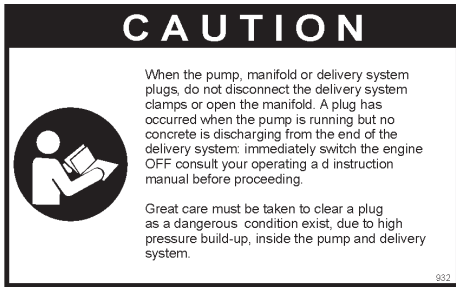 CAUTION
When the pump, manifold or delivery system
plugs, do not disconnect the delivery system
clamps or open the manifold. A plug has
occurred when the pump is running but no
concrete is discharging from the end of the
delivery system: immediately switch the engine
OFF consult your operating a d instruction
manual before proceeding.
Great care must be taken to clear a plug
as a dangerous condition exist, due to high
pressure build-up, inside the pump and delivery
system.
932